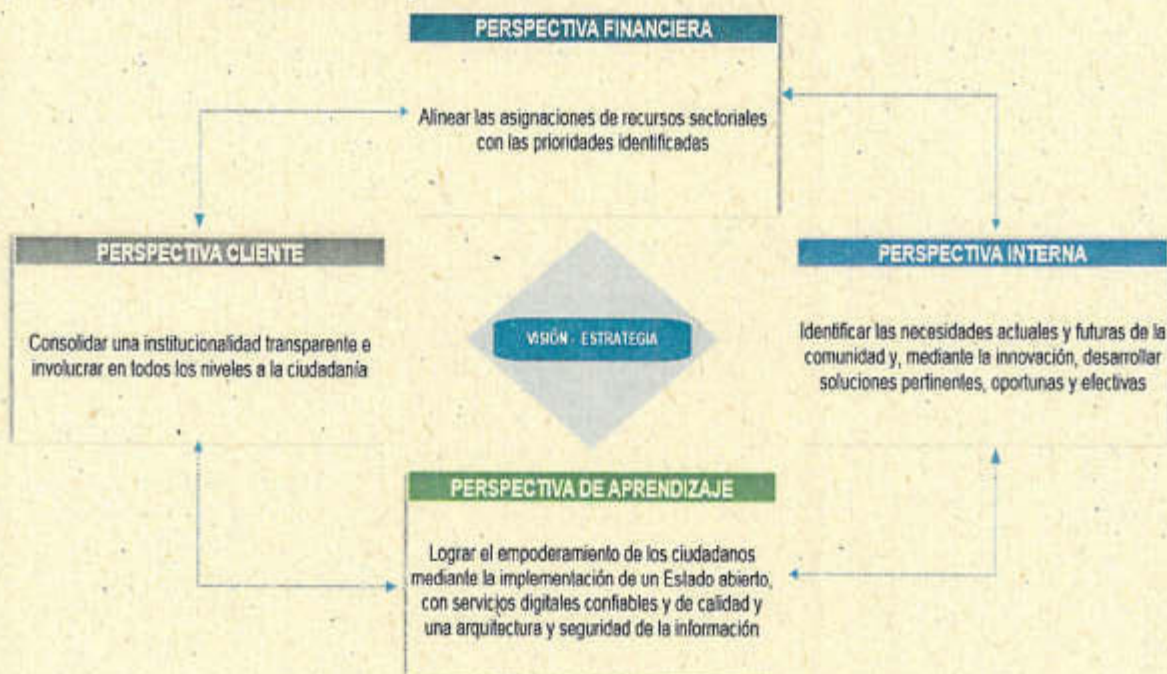 PERSPECTIVA FINANCIERA
Alinear las asignaciones de recursos sectoriales
con las prioridades identificadas
PERSPECTIVA CLIENTE
Consolidar una institucionalidad transparente e
involucrar en todos los niveles a la ciudadanía
VISIÓN - ESTRATEGIA
PERSPECTIVA INTERNA
Identificar las necesidades actuales y futuras de la
comunidad y, mediante la innovación, desarrollar
soluciones pertinentes, oportunas y efectivas
PERSPECTIVA DE APRENDIZAJE
Lograr el empoderamiento de los ciudadanos
mediante la implementación de un Estado abierto,
con servicios digitales confiables y de calidad y
una arquitectura y seguridad de la información